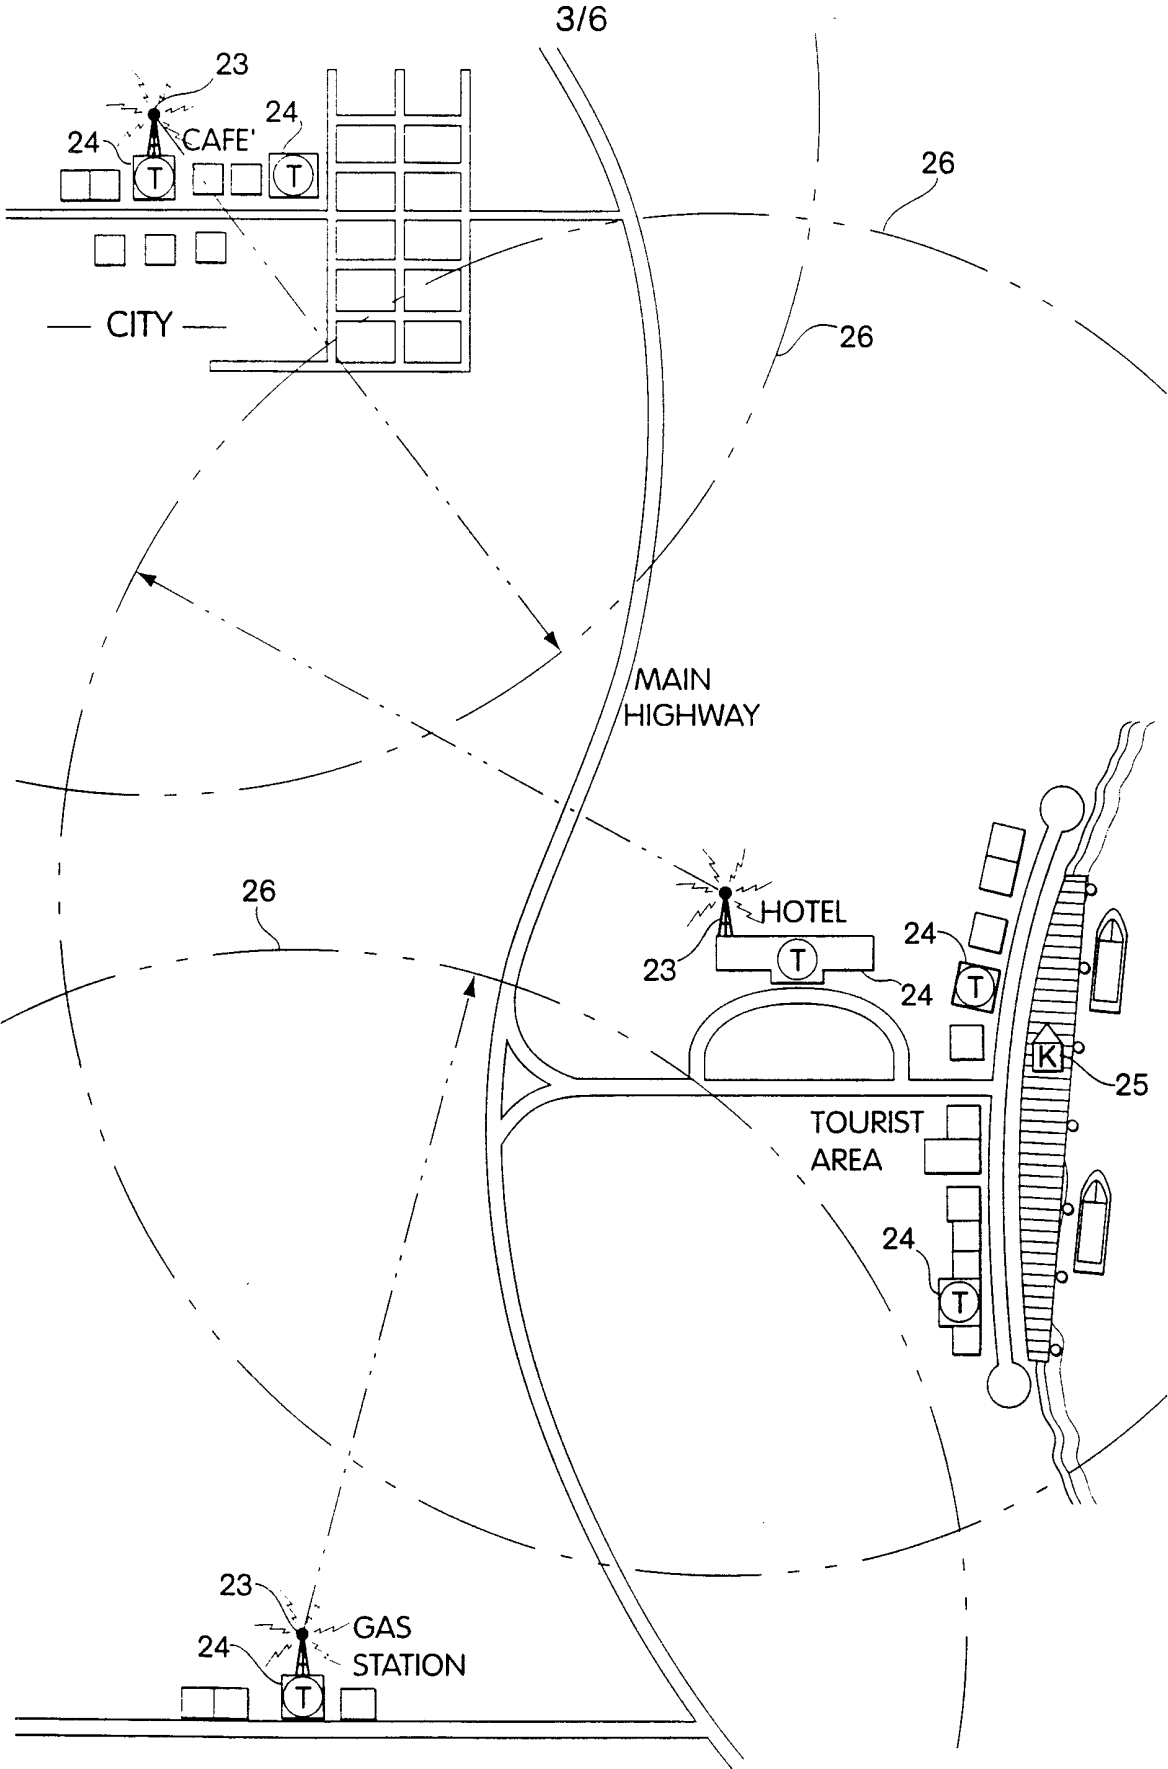 3/6
23
24
24
CAFE'
T
T
26
CITY
26
MAIN
HIGHWAY
26
HOTEL
24
T
23
24
T
K
25
TOURIST
AREA
24
T
23
GAS
24
STATION
T